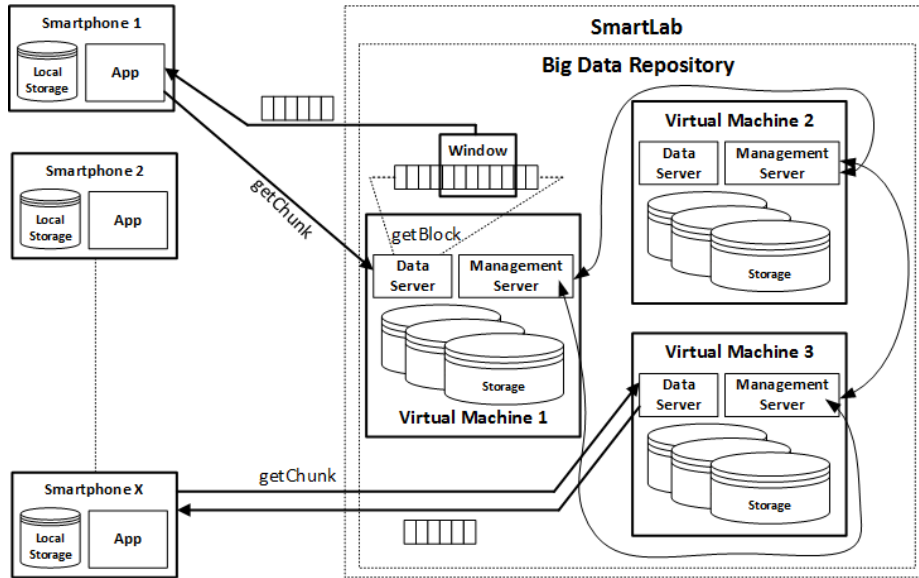 Smartphone 1
Local
Storage
App
Smartphone 2
Local
Storage
App
Smartphone X
Local
Storage
App
getChunk
getChunk
SmartLab
Big Data Repository
Window
getBlock
Data
Server
Management
Server
Storage
Virtual Machine 1
Virtual Machine 2
Data
Server
Management
Server
Storage
Virtual Machine 3
Data
Server
Management
Server
Storage